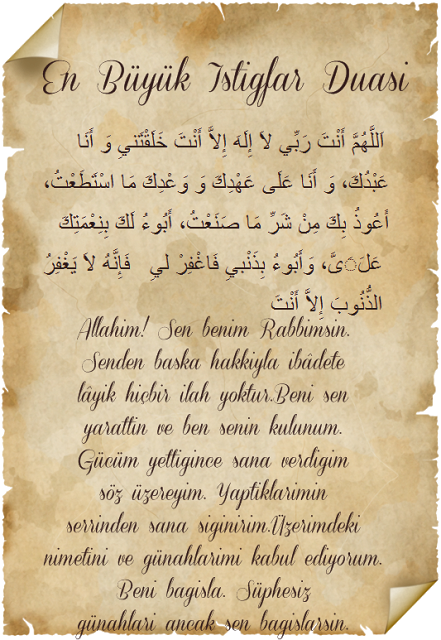 En Büyük Istigfar Duasi
اَللَّهُمَّ أَنْتَ رَبِّي لاَ إِلَهَ إِلاَّ أَنْتَ خَلَقْتَنيِ وَ أَنَا
عَبْدُكَ، وَ أَنَا عَلَى عَهْدِكَ وَ وَعْدِكَ مَا اسْتَطَعْتُ،
أَعُوذُ بِكَ مِنْ شَرِّ مَا صَنَعْتُ، أَبُوءُ لَكَ بِنِعْمَتِكَ
عَلَىَّ، وَأَبُوءُ بِذَنْبيِ فَاغْفِرْ ليِ فَإِنَّهُ لاَ يَغْفِرُ
الذُّنُوبَ إِلاَّ أَنْتَ
Allahim! Sen benim Rabbimsin.
Senden baska hakkiyla ibâdete
lâyik hiçbir ilah yoktur.Beni sen
yarattin ve ben senin kulunum.
Gücüm yettigince sana verdigim
söz üzereyim. Yaptiklarimin
serrinden sana siginirim.Üzerimdeki
nimetini ve günahlarimi kabul ediyorum.
Beni bagisla. Süphesiz
günahlari ancak sen bagislarsin.